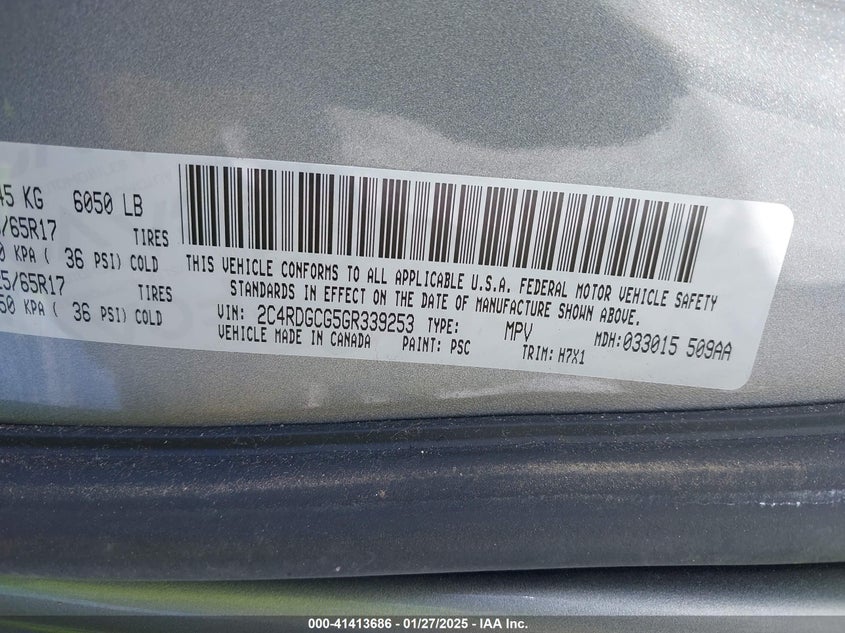 45 KG 6050 LB
/65R17 TIRES
0 KPA ( 36 PSI) COLD
25/65R17 TIRES
50 KPA ( 36 PSI) COLD
THIS VEHICLE CONFORMS TO ALL APPLICABLE U.S.A. FEDERAL MOTOR VEHICLE SAFETY
STANDARDS IN EFFECT ON THE DATE OF MANUFACTURE SHOWN ABOVE.
VIN: 2C4RDGCG5GR339253 TYPE: MPV MDH:033015 509AA
VEHICLE MADE IN CANADA PAINT: PSC TRIM: H7X1
000-41413686 - 01/27/2025 - IAA Inc.